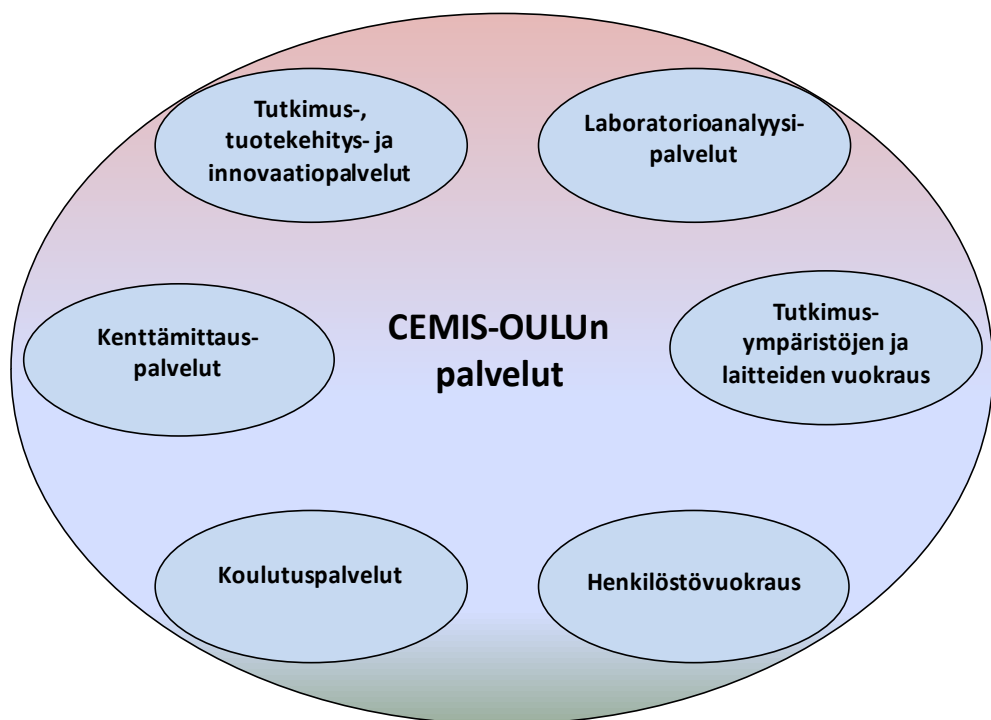 Tutkimus-,
tuotekehitys- ja
innovaatiopalvelut
Laboratorioanalyysi-
palvelut
Kenttämittaus-
palvelut
CEMIS-OULUn
palvelut
Tutkimus-
ympäristöjen ja
laitteiden vuokraus
Koulutuspalvelut
Henkilöstövuokraus